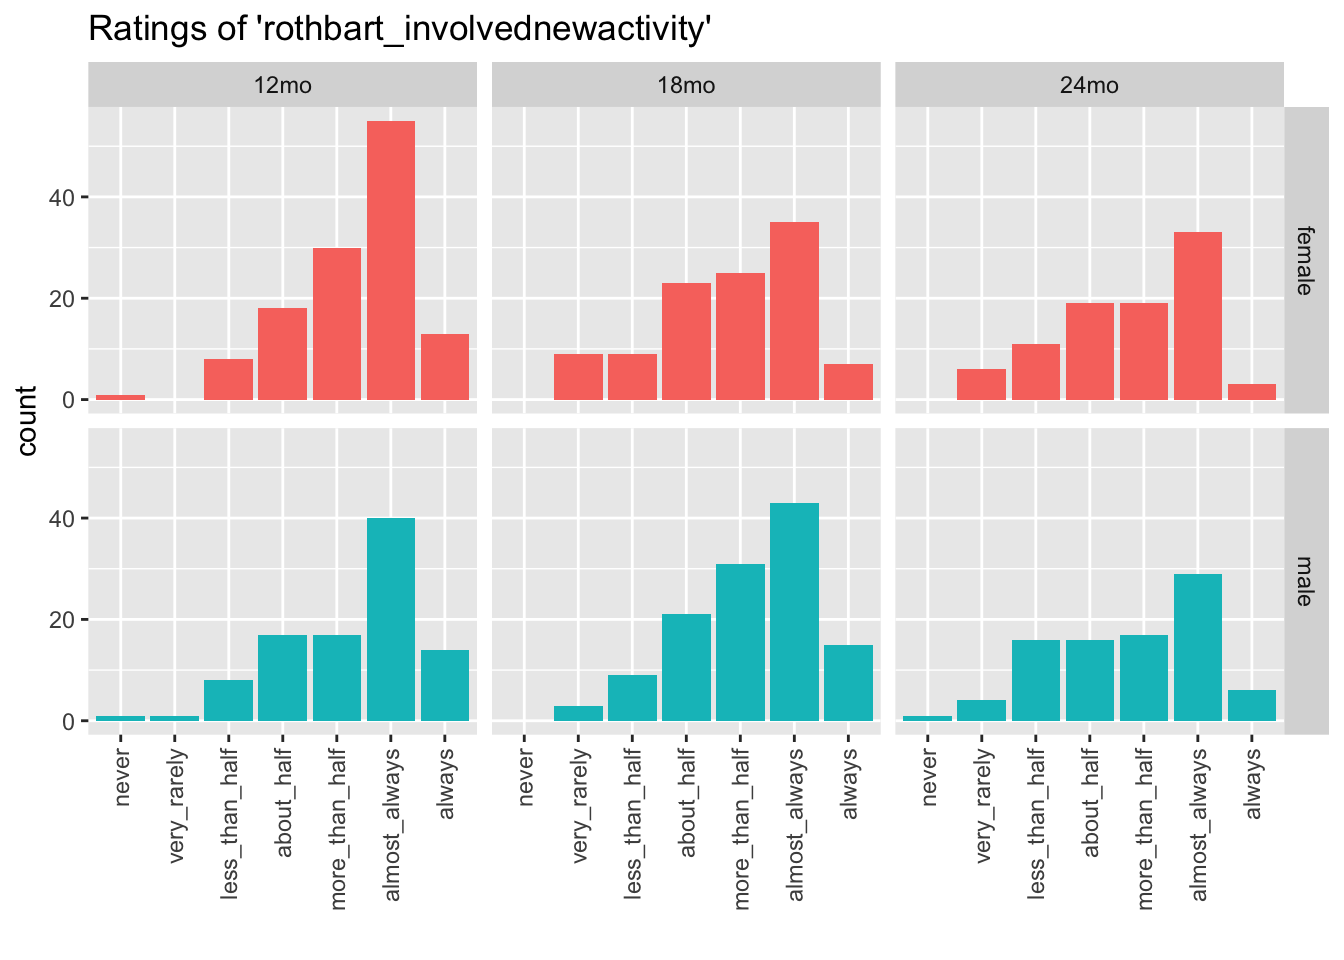 Ratings of 'rothbart_involvednewactivity'
12mo
18mo
24mo
40
20
0
female
count
40
20
0
male
never
very_rarely
less_than_half
about_half
more_than_half
almost_always
always
never
very_rarely
less_than_half
about_half
more_than_half
almost_always
always
never
very_rarely
less_than_half
about_half
more_than_half
almost_always
always